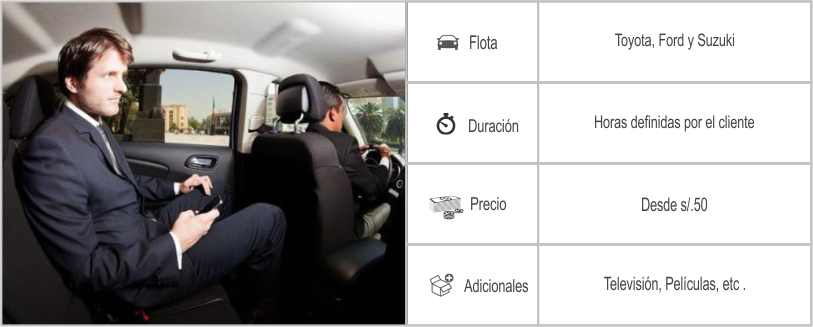 Flota
Toyota, Ford y Suzuki
Duración
Horas definidas por el cliente
Precio
Desde s/.50
Adicionales
Televisión, Películas, etc .